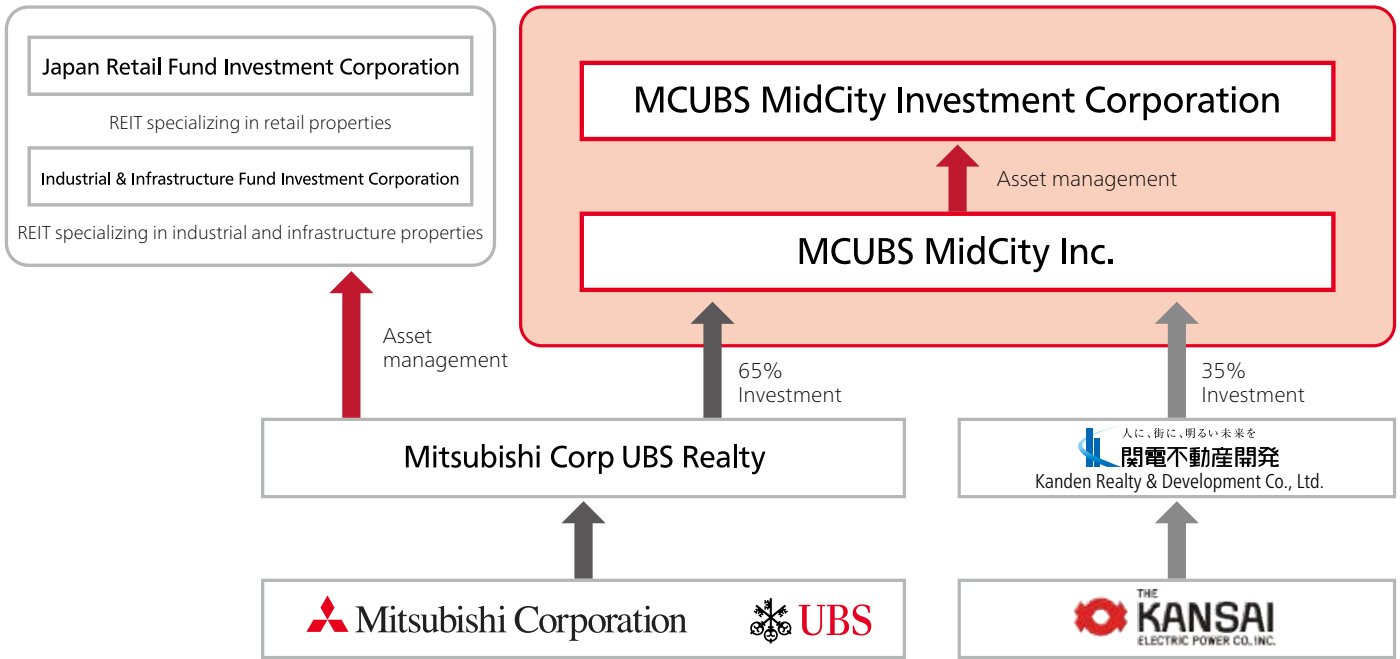 Japan Retail Fund Investment Corporation
REIT specializing in retail properties
Industrial & Infrastructure Fund Investment Corporation
REIT specializing in industrial and infrastructure properties
MCUBS MidCity Investment Corporation
Asset management
MCUBS MidCity Inc.
Asset
management
65%
Investment
35%
Investment
Mitsubishi Corp UBS Realty
人に、街に、明るい未来を
関電不動産開発
Kanden Realty & Development Co., Ltd.
Mitsubishi Corporation
UBS
THE
KANSAI
ELECTRIC POWER CO., INC.